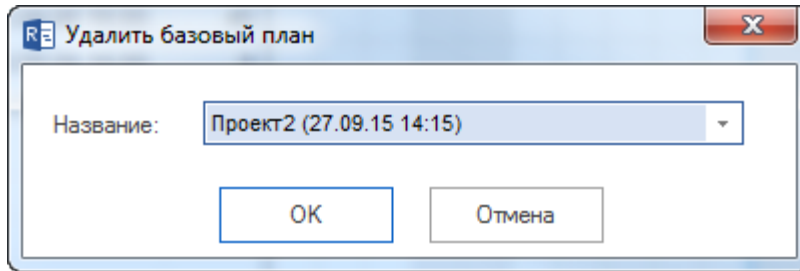 Удалить базовый план
Название: Проект2 (27.09.15 14:15)
OK Отмена